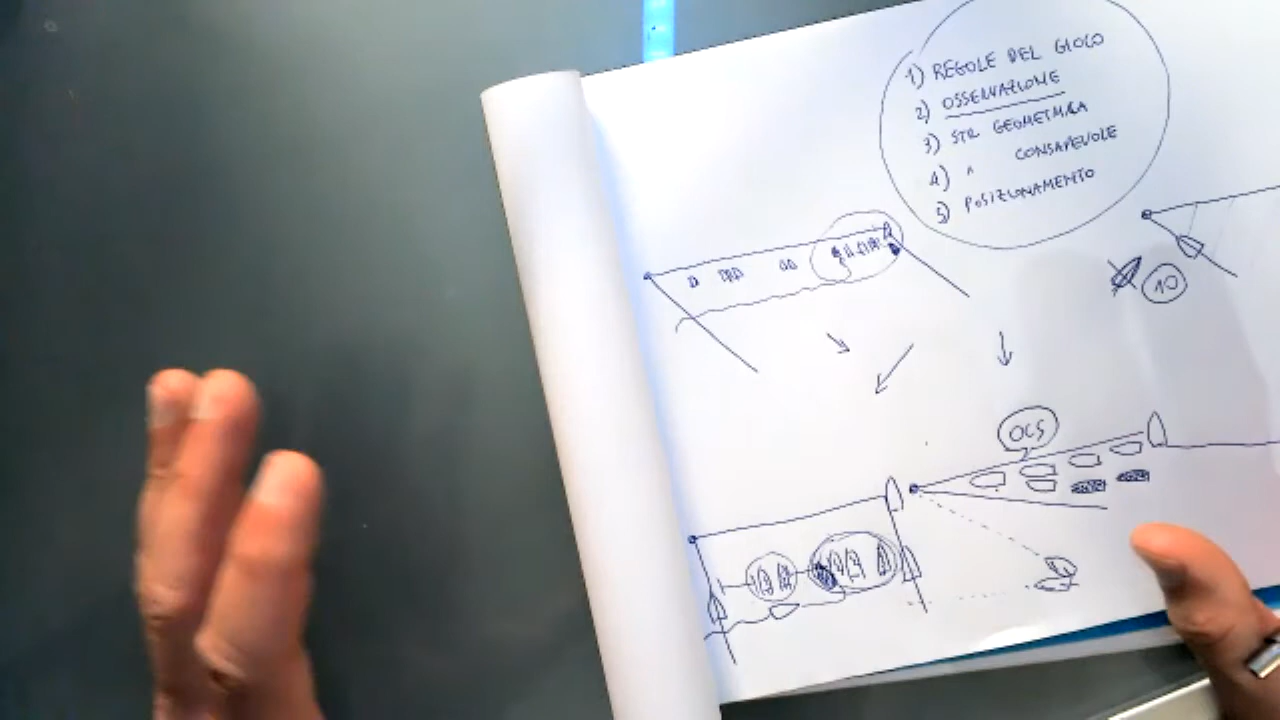 1) REGOLE DEL GIOCO
2) OSSERVAZIONE
3) STR GEOMETRICA
4) " CONSAPEVOLE
5) POSIZIONAMENTO
10
OCS